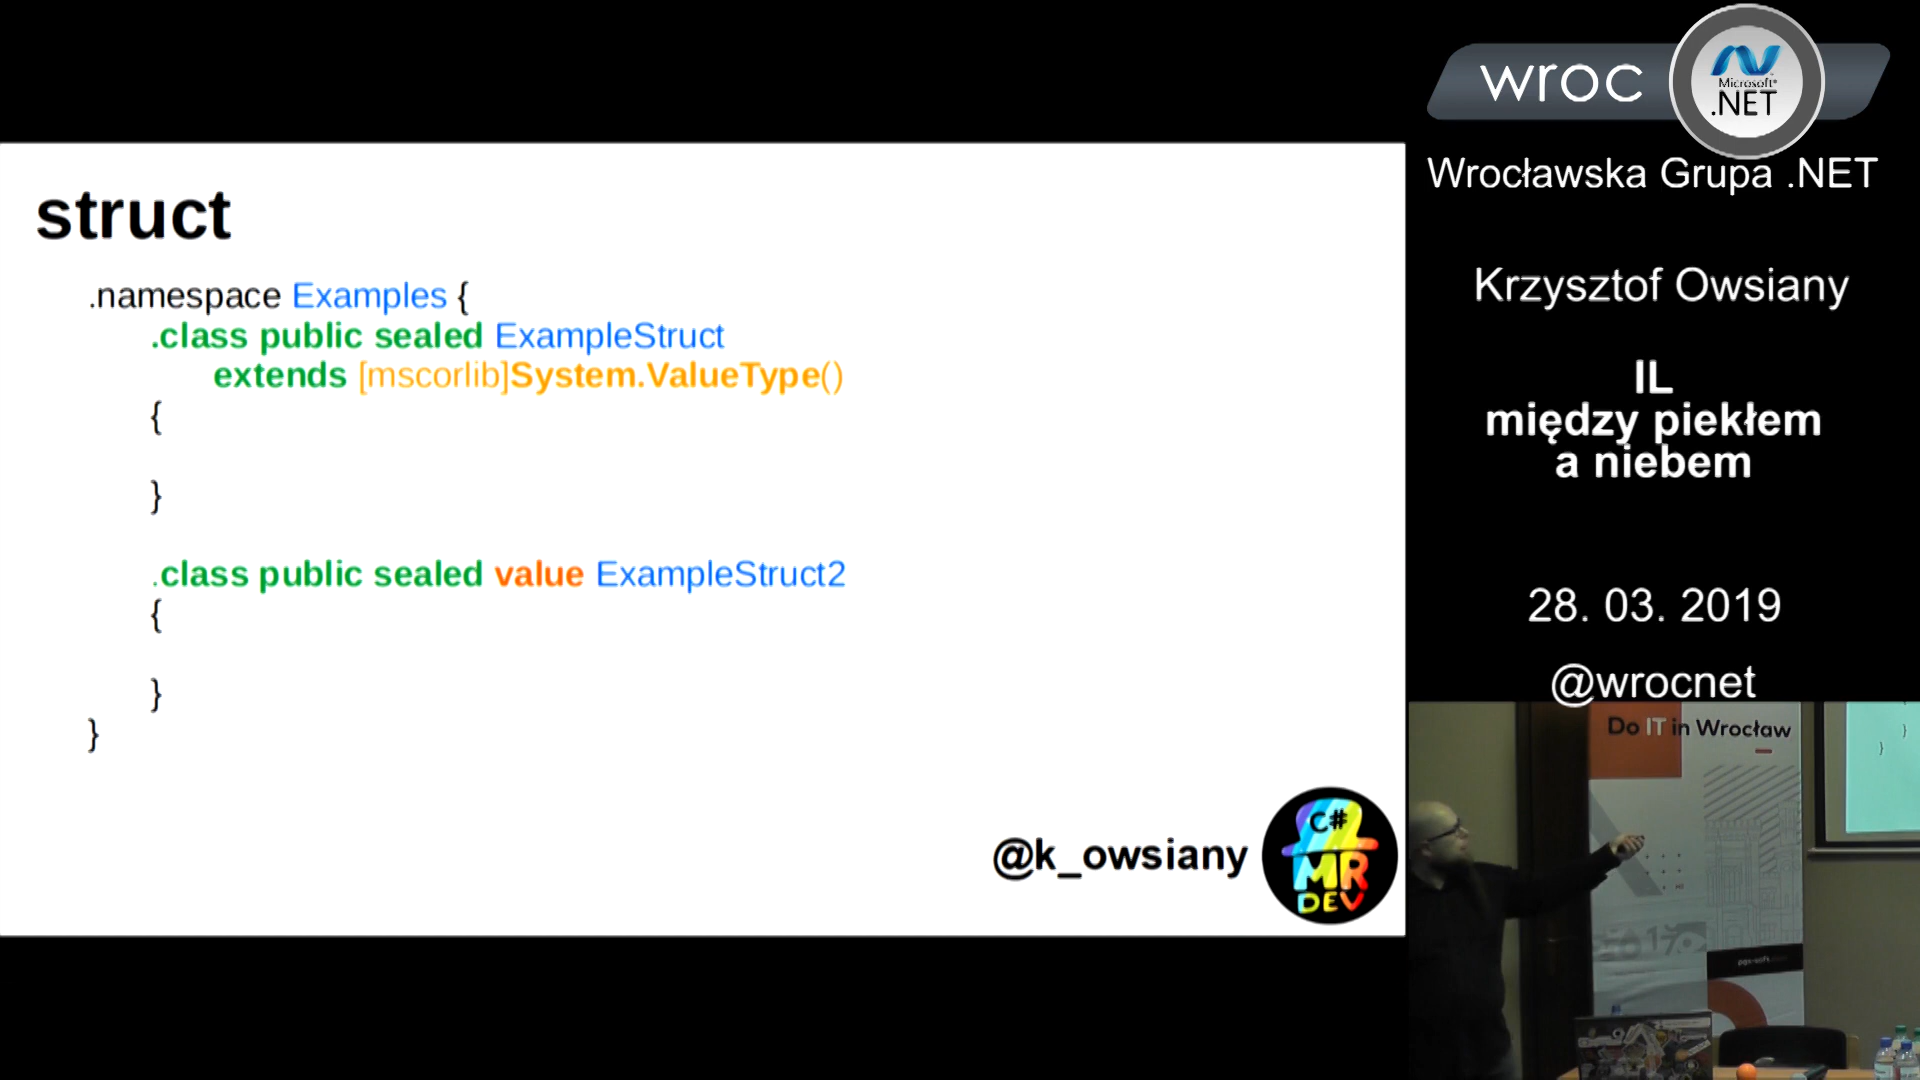 struct
.namespace Examples {
.class public sealed ExampleStruct
extends [mscorlib]System.ValueType()
{
}
.class public sealed value ExampleStruct2
{
}
}
@k_owsiany
C#
MR
DEV
wroc
Microsoft®
.NET
Wrocławska Grupa .NET
Krzysztof Owsiany
IL
między piekłem
a niebem
28. 03. 2019
@wrocnet
Do IT in Wrocław
}
}